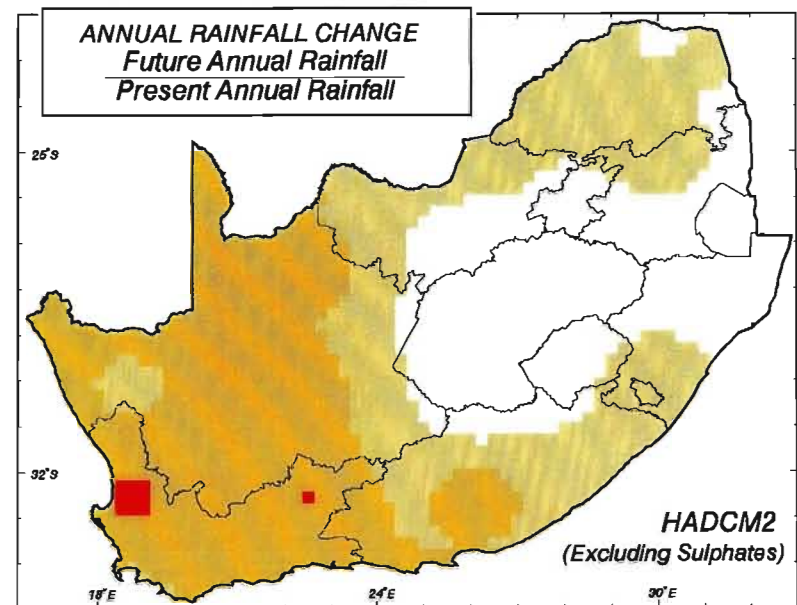 ANNUAL RAINFALL CHANGE
Future Annual Rainfall
Present Annual Rainfall
25°S
32°S
HADCM2
(Excluding Sulphates)
18°E
24°E
30°E